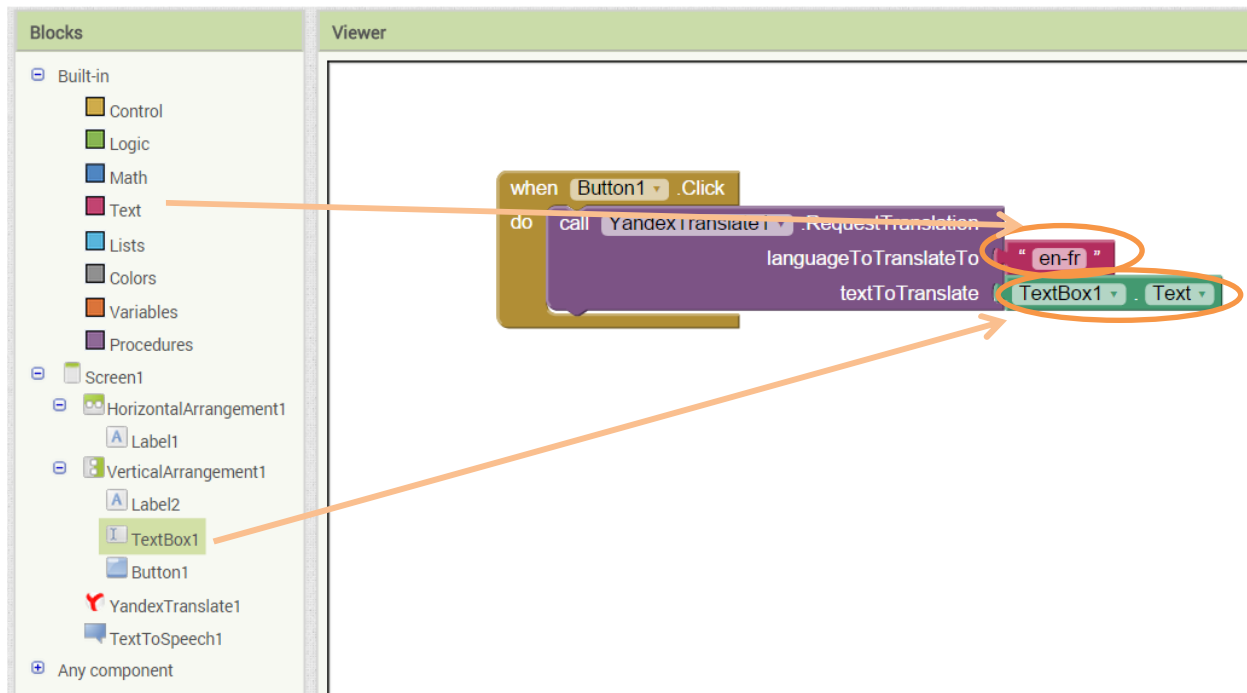 Blocks
Viewer
Built-in
Control
Logic
Math
Text
Lists
Colors
Variables
Procedures
Screen1
HorizontalArrangement1
Label1
VerticalArrangement1
Label2
TextBox1
Button1
YandexTranslate1
TextToSpeech1
Any component
when Button1 .Click
do call YandexTranslate1 .RequestTranslation
languageToTranslateTo “ en-fr ”
textToTranslate TextBox1 . Text